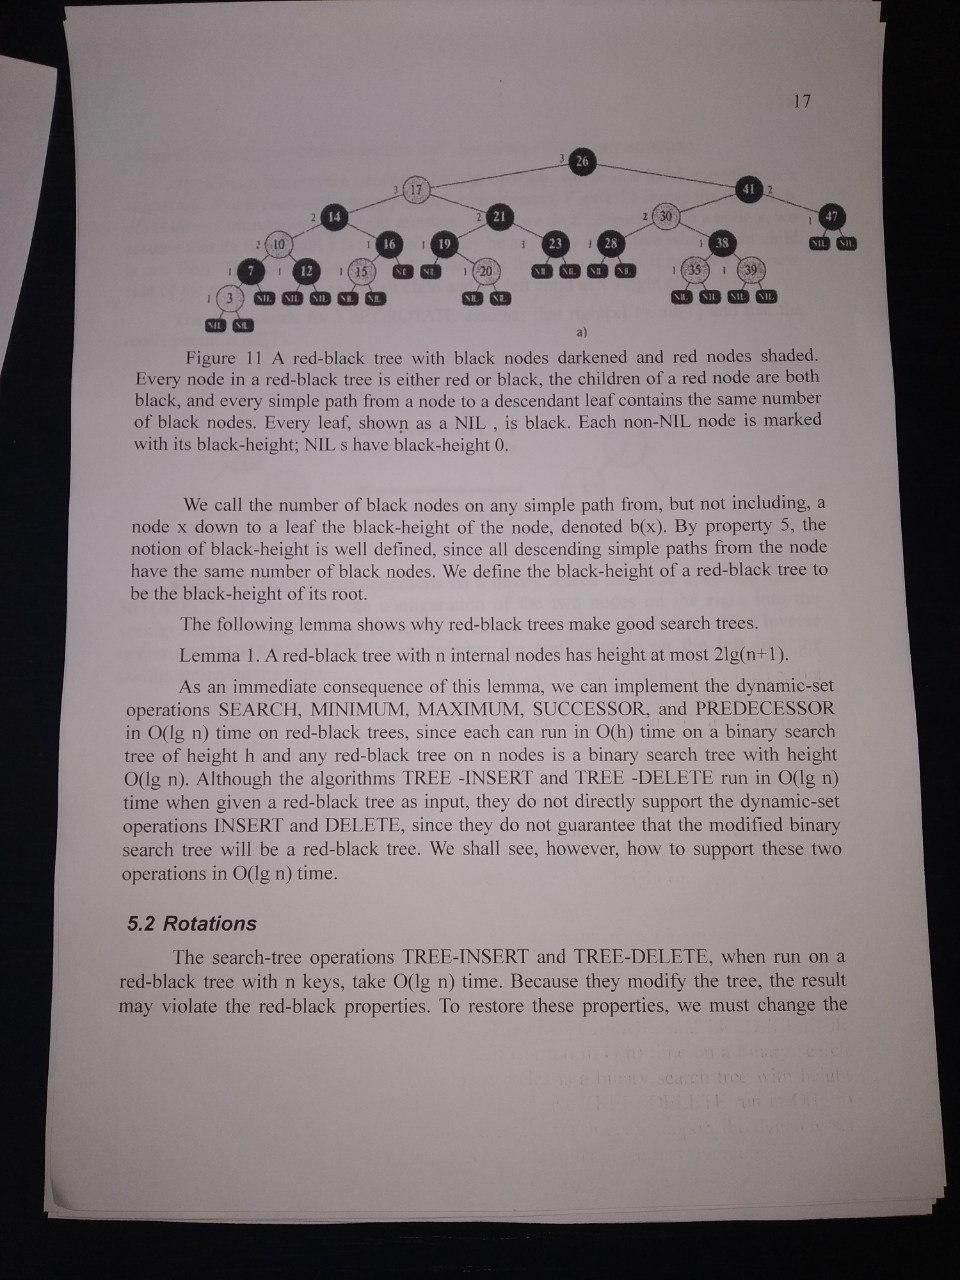 17
3 26
3 17 41 2
2 14 2 21 2 30 1 47
2 10 1 16 1 19 1 23 1 28 1 38 NIL NIL
1 7 1 12 1 15 NIL NIL 1 20 NIL NIL NIL NIL 1 35 1 39
1 3 NIL NIL NIL NIL NIL NIL NIL NIL NIL NIL NIL
NIL NIL
a)
Figure 11 A red-black tree with black nodes darkened and red nodes shaded.
Every node in a red-black tree is either red or black, the children of a red node are both
black, and every simple path from a node to a descendant leaf contains the same number
of black nodes. Every leaf, shown as a NIL , is black. Each non-NIL node is marked
with its black-height; NIL s have black-height 0.
We call the number of black nodes on any simple path from, but not including, a
node x down to a leaf the black-height of the node, denoted b(x). By property 5, the
notion of black-height is well defined, since all descending simple paths from the node
have the same number of black nodes. We define the black-height of a red-black tree to
be the black-height of its root.
The following lemma shows why red-black trees make good search trees.
Lemma 1. A red-black tree with n internal nodes has height at most 2lg(n+1).
As an immediate consequence of this lemma, we can implement the dynamic-set
operations SEARCH, MINIMUM, MAXIMUM, SUCCESSOR, and PREDECESSOR
in O(lg n) time on red-black trees, since each can run in O(h) time on a binary search
tree of height h and any red-black tree on n nodes is a binary search tree with height
O(lg n). Although the algorithms TREE -INSERT and TREE -DELETE run in O(lg n)
time when given a red-black tree as input, they do not directly support the dynamic-set
operations INSERT and DELETE, since they do not guarantee that the modified binary
search tree will be a red-black tree. We shall see, however, how to support these two
operations in O(lg n) time.
5.2 Rotations
The search-tree operations TREE-INSERT and TREE-DELETE, when run on a
red-black tree with n keys, take O(lg n) time. Because they modify the tree, the result
may violate the red-black properties. To restore these properties, we must change the